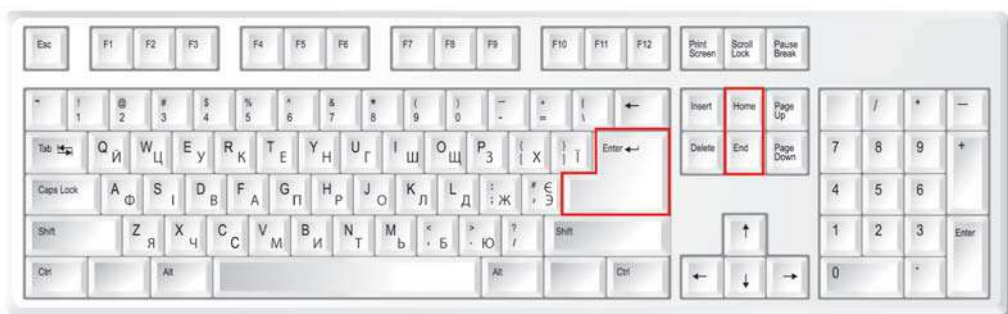 Esc F1 F2 F3 F4 F5 F6 F7 F8 F9 F10 F11 F12 Print Screen Scroll Lock Pause Break
~ ! 1 @ 2 # 3 $ 4 % 5 ^ 6 & 7 * 8 ( 9 ) 0 — - + = | \ ← Insert Home Page Up / * —
Tab Q Й W Ц E У R К T Е Y Н U Г I Ш O Щ P З { [ Х } ] Ї Enter Delete End Page Down 7 8 9 +
Caps Lock A Ф S І D В F А G П H Р J О K Л L Д : ; Ж " ' Є Э 4 5 6
Shift Z Я X Ч C С V М B И N Т M Ь < , Б > . Ю ? / Shift ↑ 1 2 3 Enter
Ctrl Alt Alt Ctrl ← ↓ → 0 .